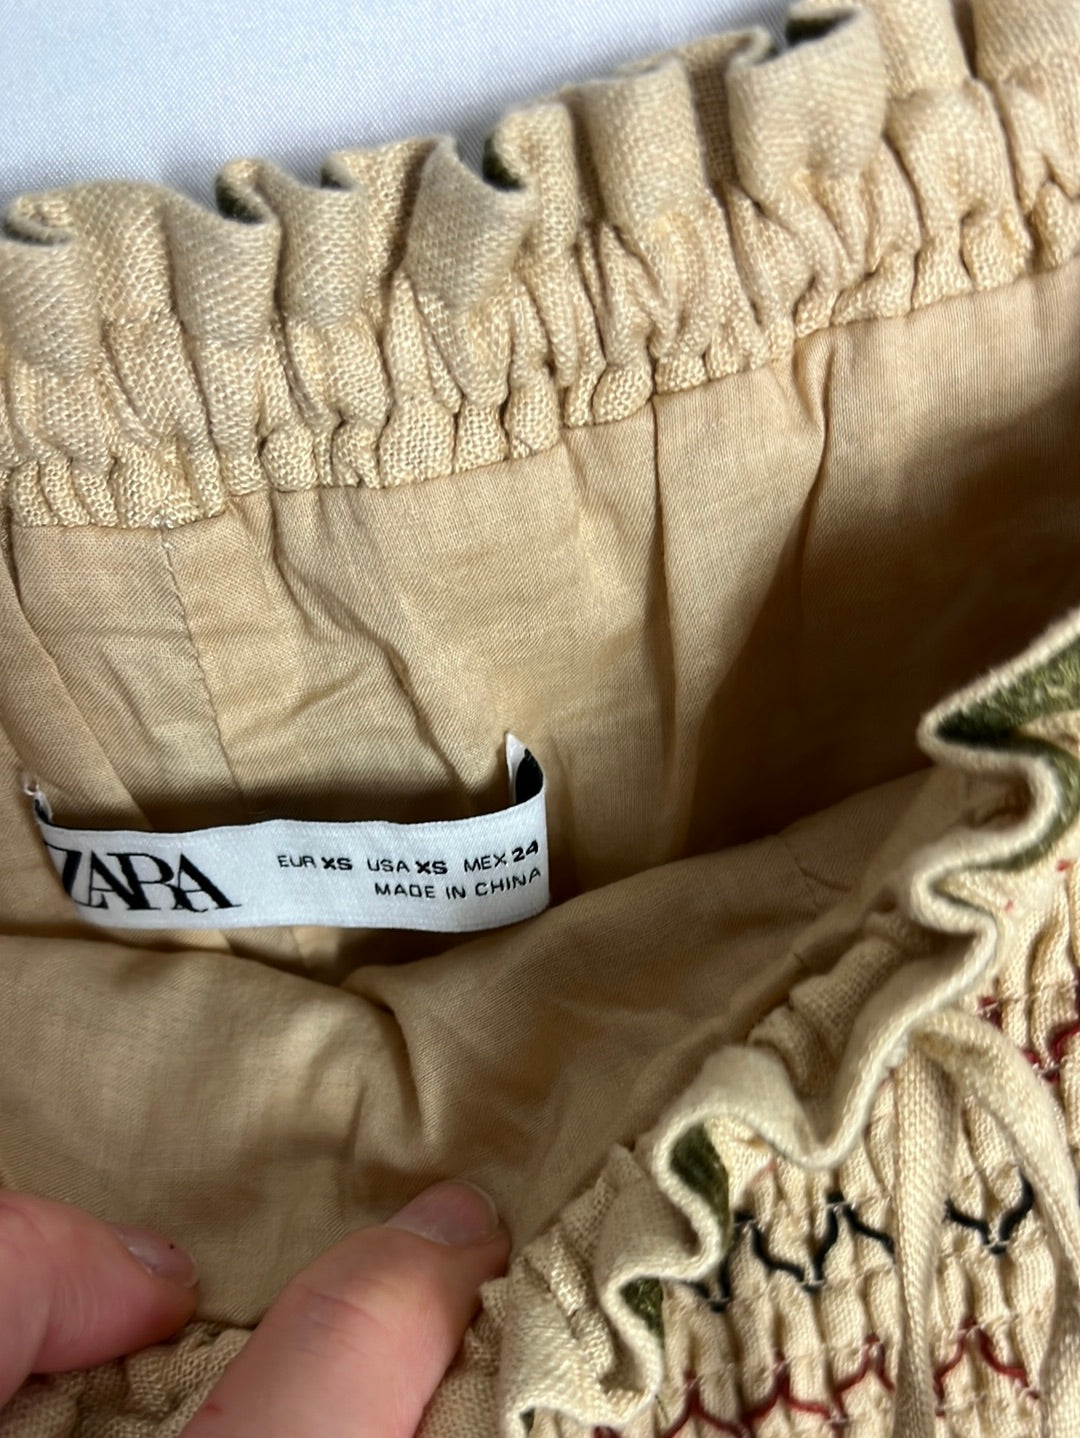 ZARA
EUR XS USA XS MEX 24
MADE IN CHINA